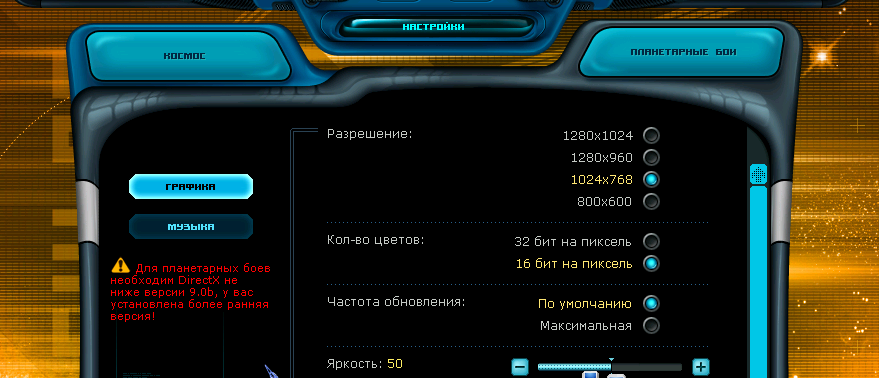 НАСТРОЙКИ
КОСМОС
ПЛАНЕТАРНЫЕ БОИ
Разрешение:
1280x1024
1280x960
1024x768
800x600
ГРАФИКА
МУЗЫКА
Кол-во цветов:
32 бит на пиксель
16 бит на пиксель
Для планетарных боев
необходим DirectX не
ниже версии 9.0b, у вас
установлена более ранняя
версия!
Частота обновления:
По умолчанию
Максимальная
Яркость: 50